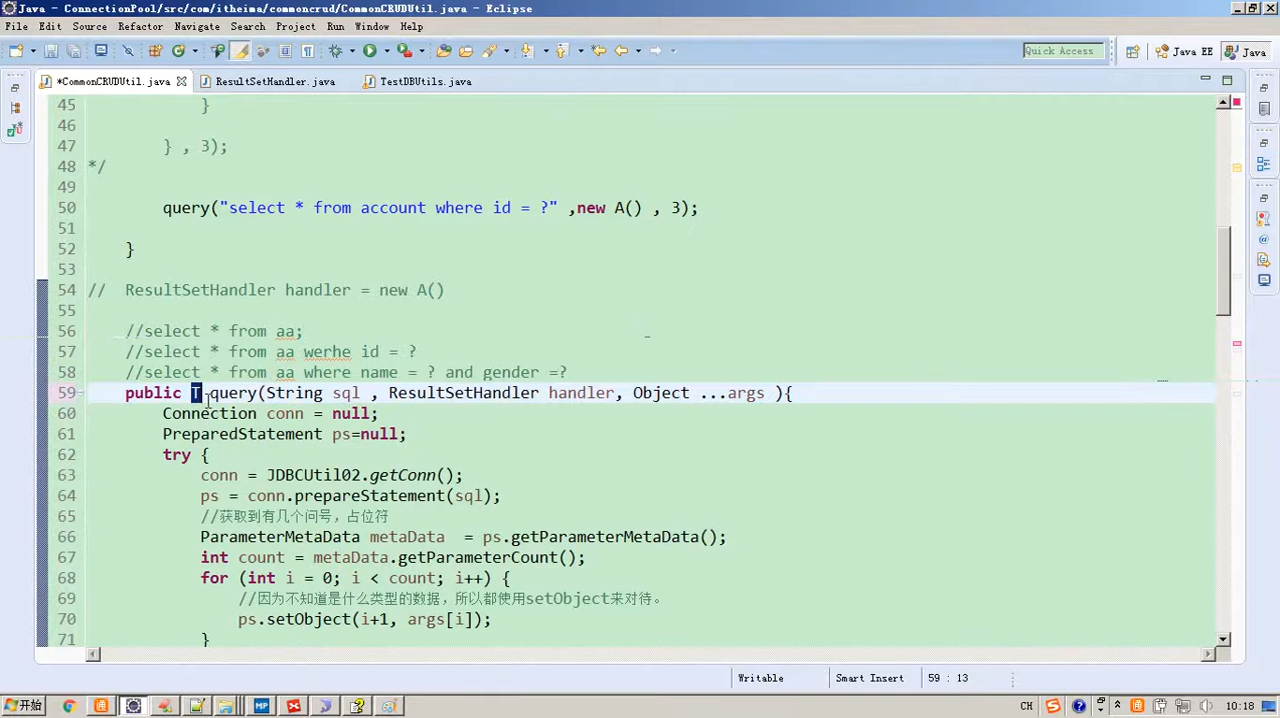 Java - ConnectionPool/src/com/itheima/commoncrud/CommonCRUDUtil.java - Eclipse
File Edit Source Refactor Navigate Search Project Run Window Help
Quick Access
Java EE
Java
*CommonCRUDUtil.java
ResultSetHandler.java
TestDBUtils.java
45 }
46
47 } , 3);
48 */
49
50 query("select * from account where id = ?" ,new A() , 3);
51
52 }
53
54 // ResultSetHandler handler = new A()
55
56 //select * from aa;
57 //select * from aa werhe id = ?
58 //select * from aa where name = ? and gender =?
59 public T query(String sql , ResultSetHandler handler, Object ...args ){
60 Connection conn = null;
61 PreparedStatement ps=null;
62 try {
63 conn = JDBCUtil02.getConn();
64 ps = conn.prepareStatement(sql);
65 //获取到有几个问号，占位符
66 ParameterMetaData metaData  = ps.getParameterMetaData();
67 int count = metaData.getParameterCount();
68 for (int i = 0; i < count; i++) {
69 //因为不知道是什么类型的数据，所以都使用setObject来对待。
70 ps.setObject(i+1, args[i]);
71 }
Writable Smart Insert 59 : 13
开始
CH
10:18